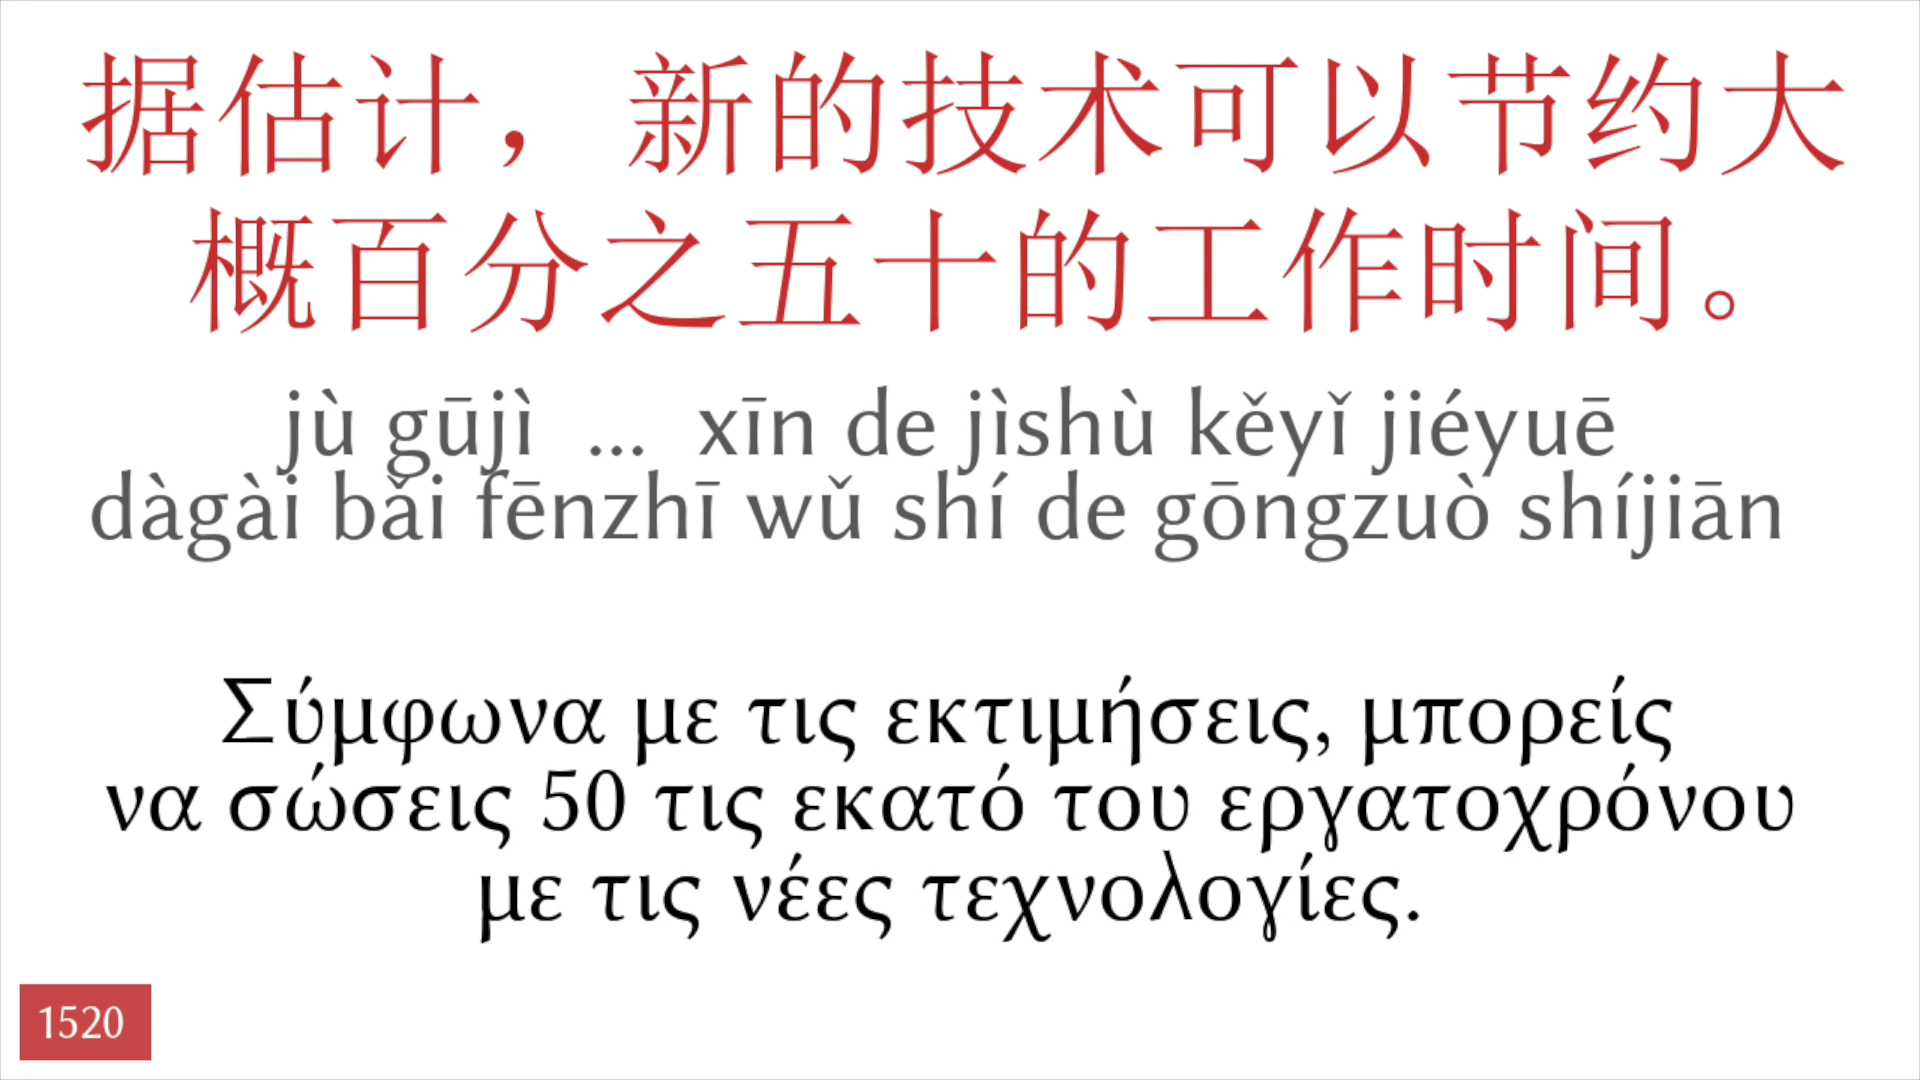 据估计，新的技术可以节约大
概百分之五十的工作时间。
jù gūjì ... xīn de jìshù kěyǐ jiéyuē
dàgài bǎi fēnzhī wǔ shí de gōngzuò shíjiān
Σύμφωνα με τις εκτιμήσεις, μπορείς
να σώσεις 50 τις εκατό του εργατοχρόνου
με τις νέες τεχνολογίες.
1520